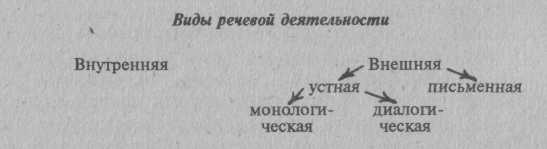 Виды речевой деятельности
Внутренняя Внешняя
устная письменная
монологи- диалоги-
ческая ческая